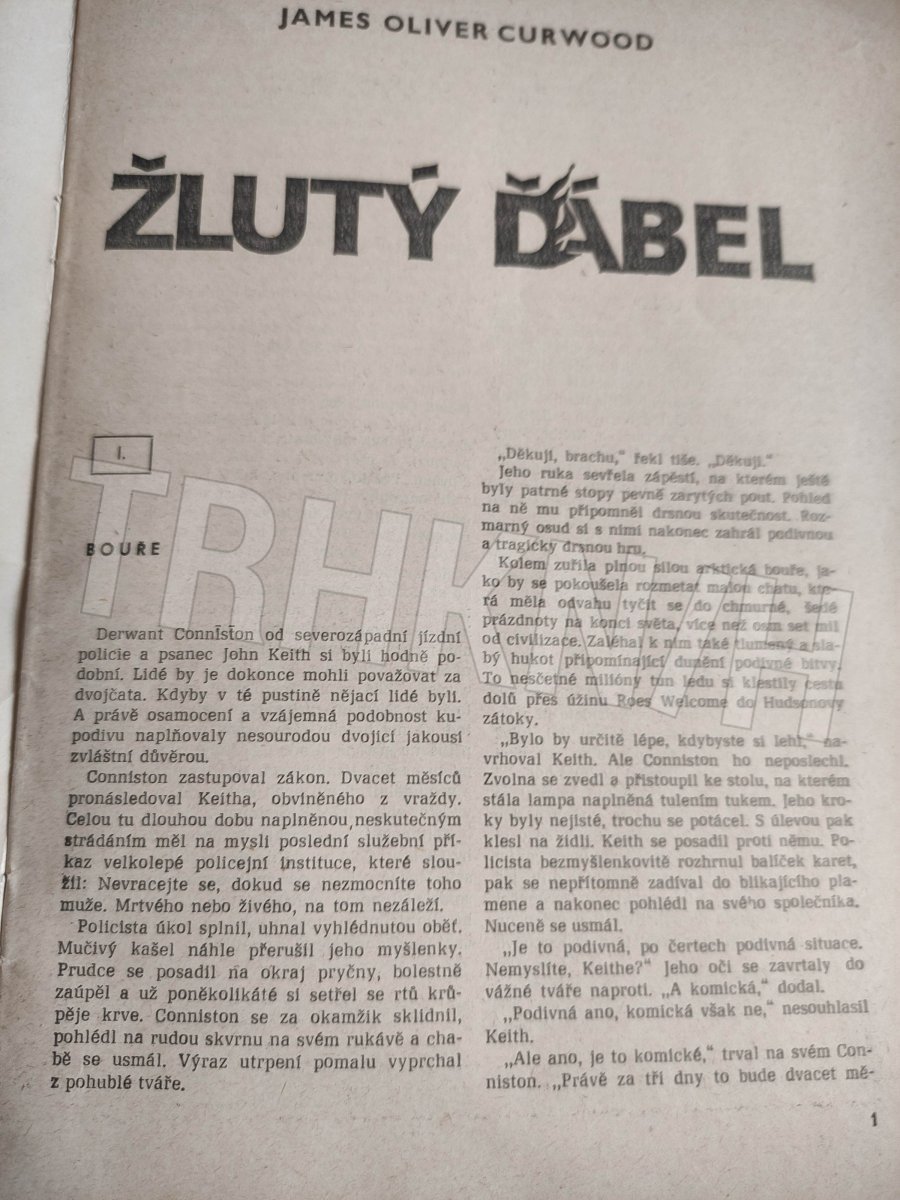 JAMES OLIVER CURWOOD
ŽLUTÝ ĎÁBEL
I.
BOUŘE
Derwant Conniston od severozápadní jízdní
policie a psanec John Keith si byli hodně po-
dobní. Lidé by je dokonce mohli považovat za
dvojčata. Kdyby v té pustině nějací lidé byli.
A právě osamocení a vzájemná podobnost ku-
podivu naplňovaly nesourodou dvojici jakousi
zvláštní důvěrou.
Conniston zastupoval zákon. Dvacet měsíců
pronásledoval Keitha, obviněného z vraždy.
Celou tu dlouhou dobu naplněnou neskutečným
strádáním měl na mysli poslední služební pří-
kaz velkolepé policejní instituce, které slou-
žil: Nevracejte se, dokud se nezmocníte toho
muže. Mrtvého nebo živého, na tom nezáleží.
Policista úkol splnil, uhnal vyhlédnutou oběť.
Mučivý kašel náhle přerušil jeho myšlenky.
Prudce se posadil na okraj pryčny, bolestně
zaúpěl a už poněkolikáté si setřel se rtů krů-
pěje krve. Conniston se za okamžik sklidnil,
pohlédl na rudou skvrnu na svém rukávě a cha-
bě se usmál. Výraz utrpení pomalu vyprchal
z pohublé tváře.
„Děkuji, brachu,“ řekl tiše. „Děkuji.“
Jeho ruka sevřela zápěstí, na kterém ještě
byly patrné stopy pevně zarytých pout. Pohled
na ně mu připomněl drsnou skutečnost. Roz-
marný osud si s nimi nakonec zahrál podivnou
a tragicky drsnou hru.
Kolem zuřila plnou silou arktická bouře, ja-
ko by se pokoušela rozmetat malou chatu, kte-
rá měla odvahu tyčit se do chmurné, šedé
prázdnoty na konci světa, více než osm set mil
od civilizace. Zaléhal k nim také tlumený a sla-
bý hukot připomínající dunění podivné bitvy.
To nesčetné milióny tun ledu si klestily cestu
dolů přes úžinu Roes Welcome do Hudsonovy
zátoky.
„Bylo by určitě lépe, kdybyste si lehl,“ na-
vrhoval Keith. Ale Conniston ho neposlechl.
Zvolna se zvedl a přistoupil ke stolu, na kterém
stála lampa naplněná tulením tukem. Jeho kro-
ky byly nejisté, trochu se potácel. S úlevou pak
klesl na židli. Keith se posadil proti němu. Po-
licista bezmyšlenkovitě rozhrnul balíček karet,
pak se nepřítomně zadíval do blikajícího pla-
mene a nakonec pohlédl na svého společníka.
Nuceně se usmál.
„Je to podivná, po čertech podivná situace.
Nemyslíte, Keithe?“ Jeho oči se zavrtaly do
vážné tváře naproti. „A komická,“ dodal.
„Podivná ano, komická však ne,“ nesouhlasil
Keith.
„Ale ano, je to komické,“ trval na svém Con-
niston. „Právě za tři dny to bude dvacet mě-
1